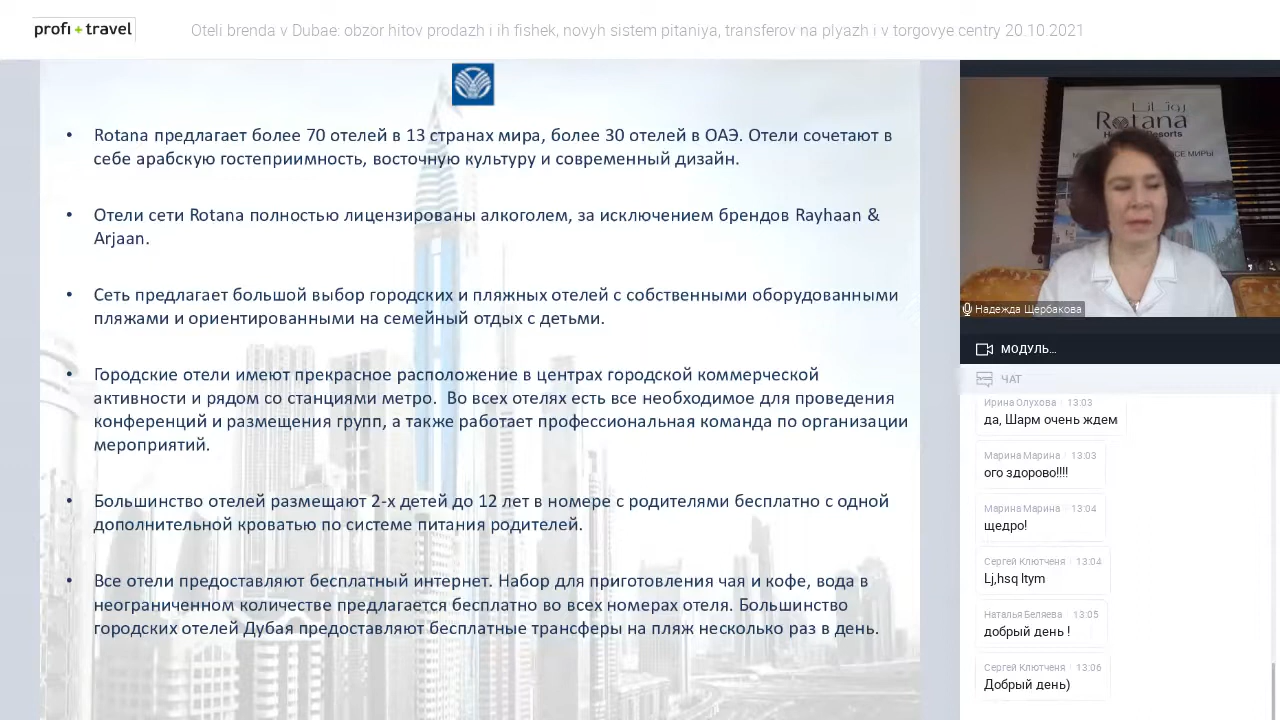 profi + travel
Oteli brenda v Dubae: obzor hitov prodazh i ih fishek, novyh sistem pitaniya, transferov na plyazh i v torgovye centry 20.10.2021
• Rotana предлагает более 70 отелей в 13 странах мира, более 30 отелей в ОАЭ. Отели сочетают в
себе арабскую гостеприимность, восточную культуру и современный дизайн.
• Отели сети Rotana полностью лицензированы алкоголем, за исключением брендов Rayhaan &
Arjaan.
• Сеть предлагает большой выбор городских и пляжных отелей с собственными оборудованными
пляжами и ориентированными на семейный отдых с детьми.
• Городские отели имеют прекрасное расположение в центрах городской коммерческой
активности и рядом со станциями метро. Во всех отелях есть все необходимое для проведения
конференций и размещения групп, а также работает профессиональная команда по организации
мероприятий.
• Большинство отелей размещают 2-х детей до 12 лет в номере с родителями бесплатно с одной
дополнительной кроватью по системе питания родителей.
• Все отели предоставляют бесплатный интернет. Набор для приготовления чая и кофе, вода в
неограниченном количестве предлагается бесплатно во всех номерах отеля. Большинство
городских отелей Дубая предоставляют бесплатные трансферы на пляж несколько раз в день.
روتانا
Rotana
Надежда Щербакова
МОДУЛЬ...
ЧАТ
Ирина Олухова 13:03
да, Шарм очень ждем
Марина Марина 13:03
ого здорово!!!!
Марина Марина 13:04
щедро!
Сергей Клютченя 13:04
Lj,hsq ltym
Наталья Беляева 13:05
добрый день !
Сергей Клютченя 13:06
Добрый день)